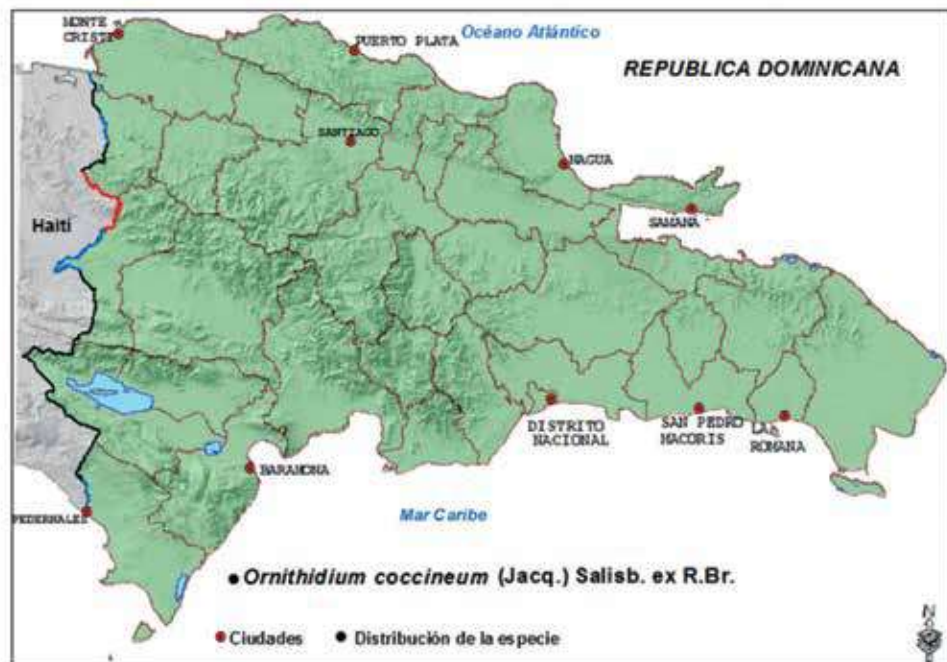 MONTE
CRISTI
PUERTO PLATA
Océano Atlántico
REPUBLICA DOMINICANA
SANTIAGO
NAGUA
Haití
SAMANA
DISTRITO
NACIONAL
SAN PEDRO
MACORIS
LA
ROMANA
BARAHONA
PEDERNALES
Mar Caribe
• Ornithidium coccineum (Jacq.) Salisb. ex R.Br.
Ciudades
Distribución de la especie
N